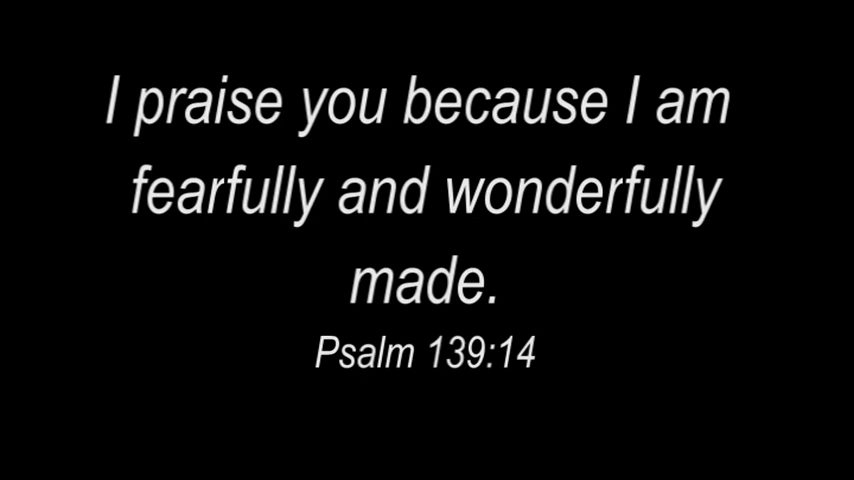 I praise you because I am
fearfully and wonderfully
made.
Psalm 139:14